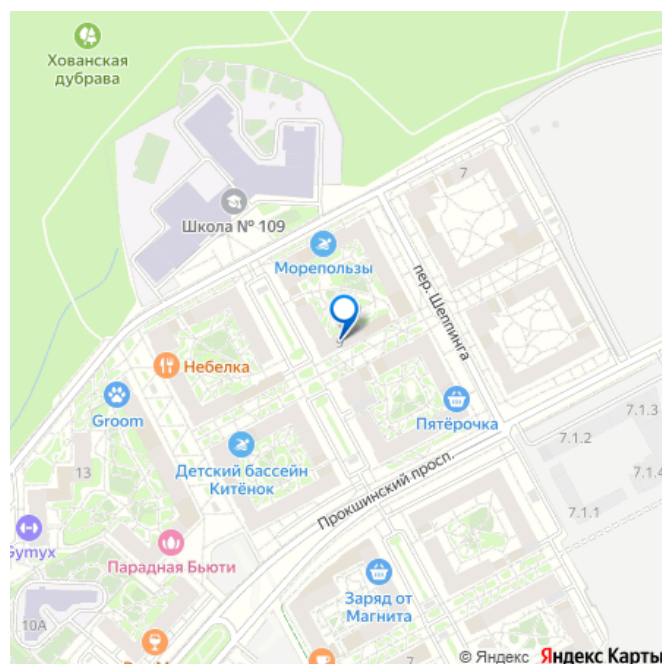 Хованская
дубрава
7
Школа № 109
Морепользы
пер. Шеппинга
Небелка
Groom
Пятёрочка
7.1.3
7.1.2
Детский бассейн
Китёнок
13
7.1.4
Прокшинский просп.
7.1.1
Gymyx
Парадная Бьюти
Заряд от
Магнита
10А
7
© Яндекс Яндекс Карты